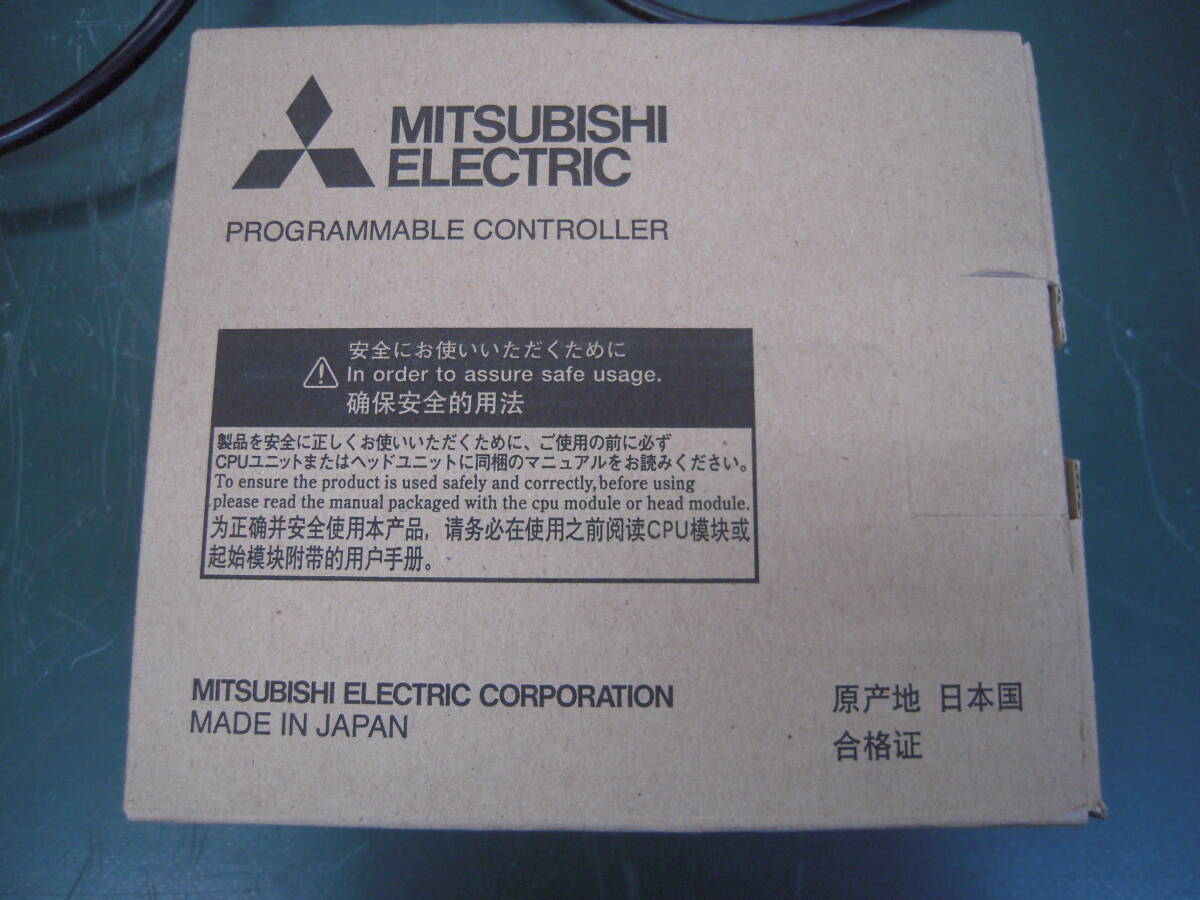 MITSUBISHI
ELECTRIC
PROGRAMMABLE CONTROLLER
安全にお使いいただくために
In order to assure safe usage.
确保安全的用法
製品を安全に正しくお使いいただくために、ご使用の前に必ず
CPUユニットまたはヘッドユニットに同梱のマニュアルをお読みください。
To ensure the product is used safely and correctly,before using
please read the manual packaged with the cpu module or head module.
为正确并安全使用本产品，请务必在使用之前阅读CPU模块或
起始模块附带的用户手册。
MITSUBISHI ELECTRIC CORPORATION
MADE IN JAPAN
原产地 日本国
合格证